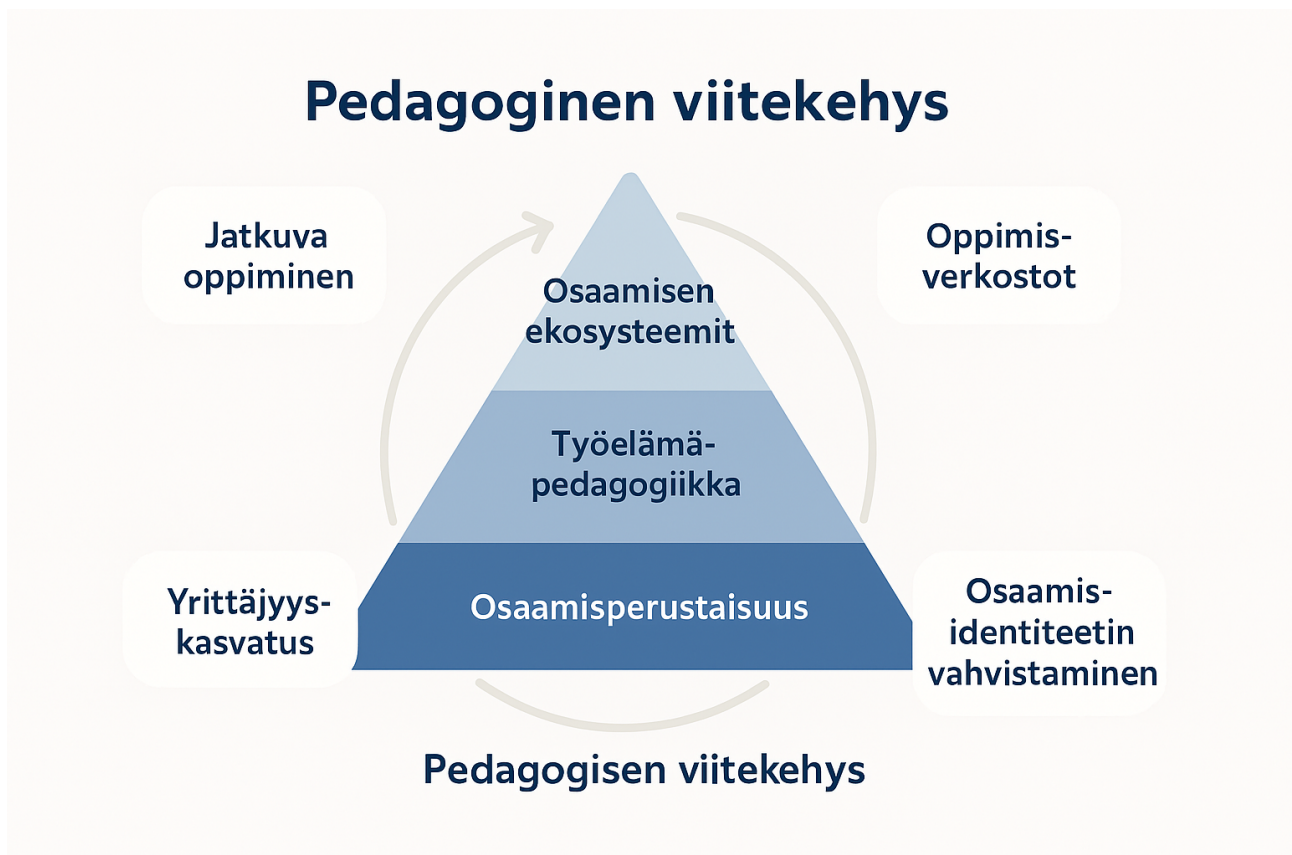 Pedagoginen viitekehys
Jatkuva
oppiminen
Oppimis-
verkostot
Osaamisen
ekosysteemit
Työelämä-
pedagogiikka
Osaamisperustaisuus
Yrittäjyys-
kasvatus
Osaamis-
identiteetin
vahvistaminen
Pedagogisen viitekehys